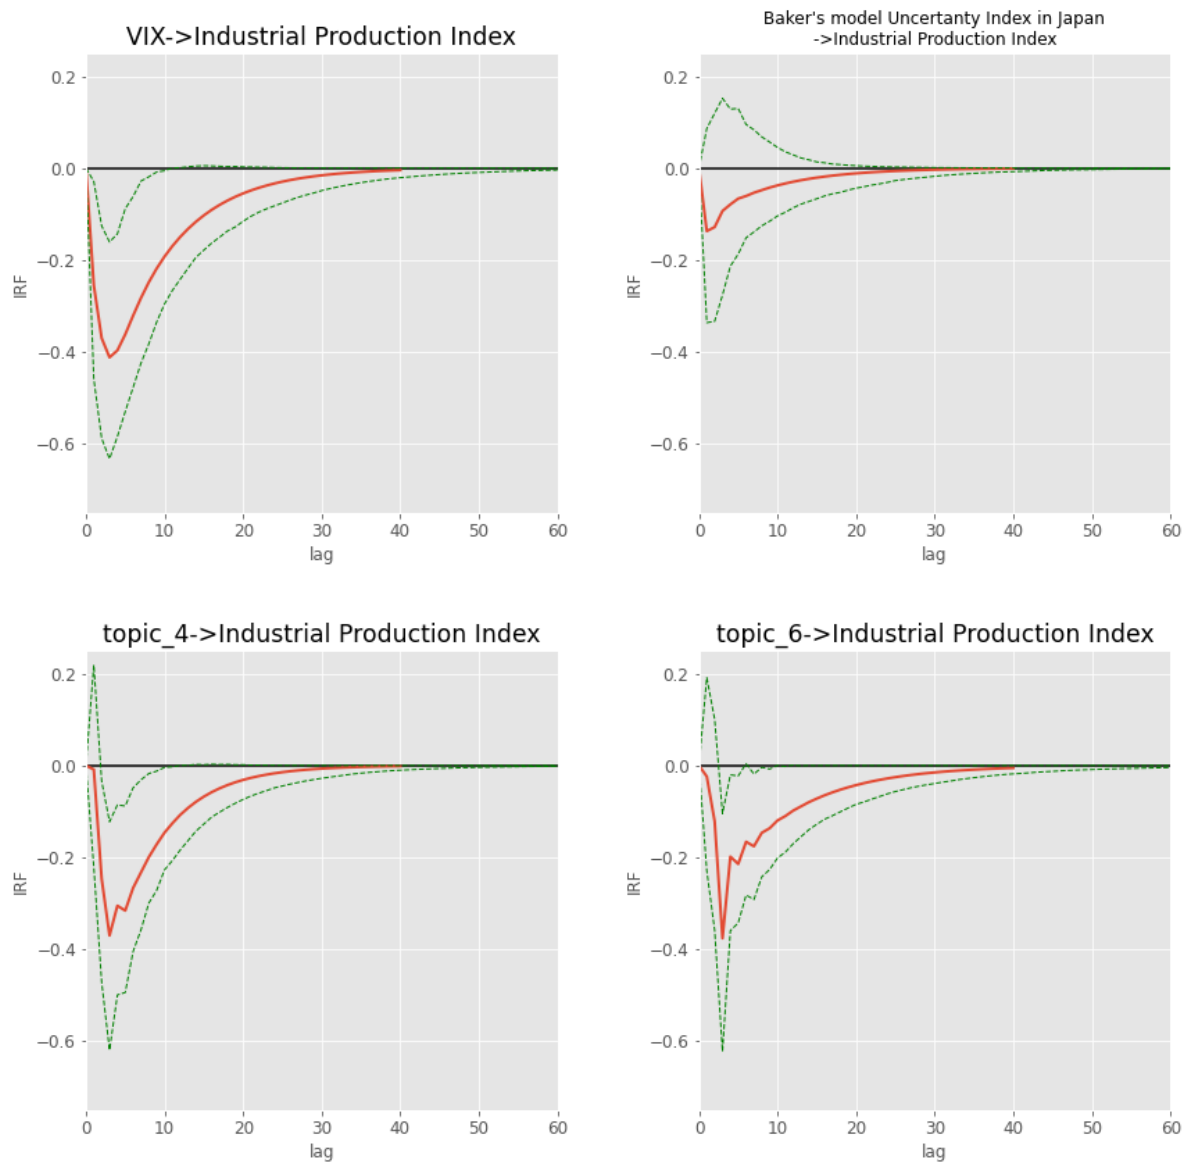 VIX->Industrial Production Index
0.2
0.0
−0.2
−0.4
−0.6
IRF
0 10 20 30 40 50 60
lag
Baker's model Uncertanty Index in Japan
->Industrial Production Index
0.2
0.0
−0.2
−0.4
−0.6
IRF
0 10 20 30 40 50 60
lag
topic_4->Industrial Production Index
0.2
0.0
−0.2
−0.4
−0.6
IRF
0 10 20 30 40 50 60
lag
topic_6->Industrial Production Index
0.2
0.0
−0.2
−0.4
−0.6
IRF
0 10 20 30 40 50 60
lag